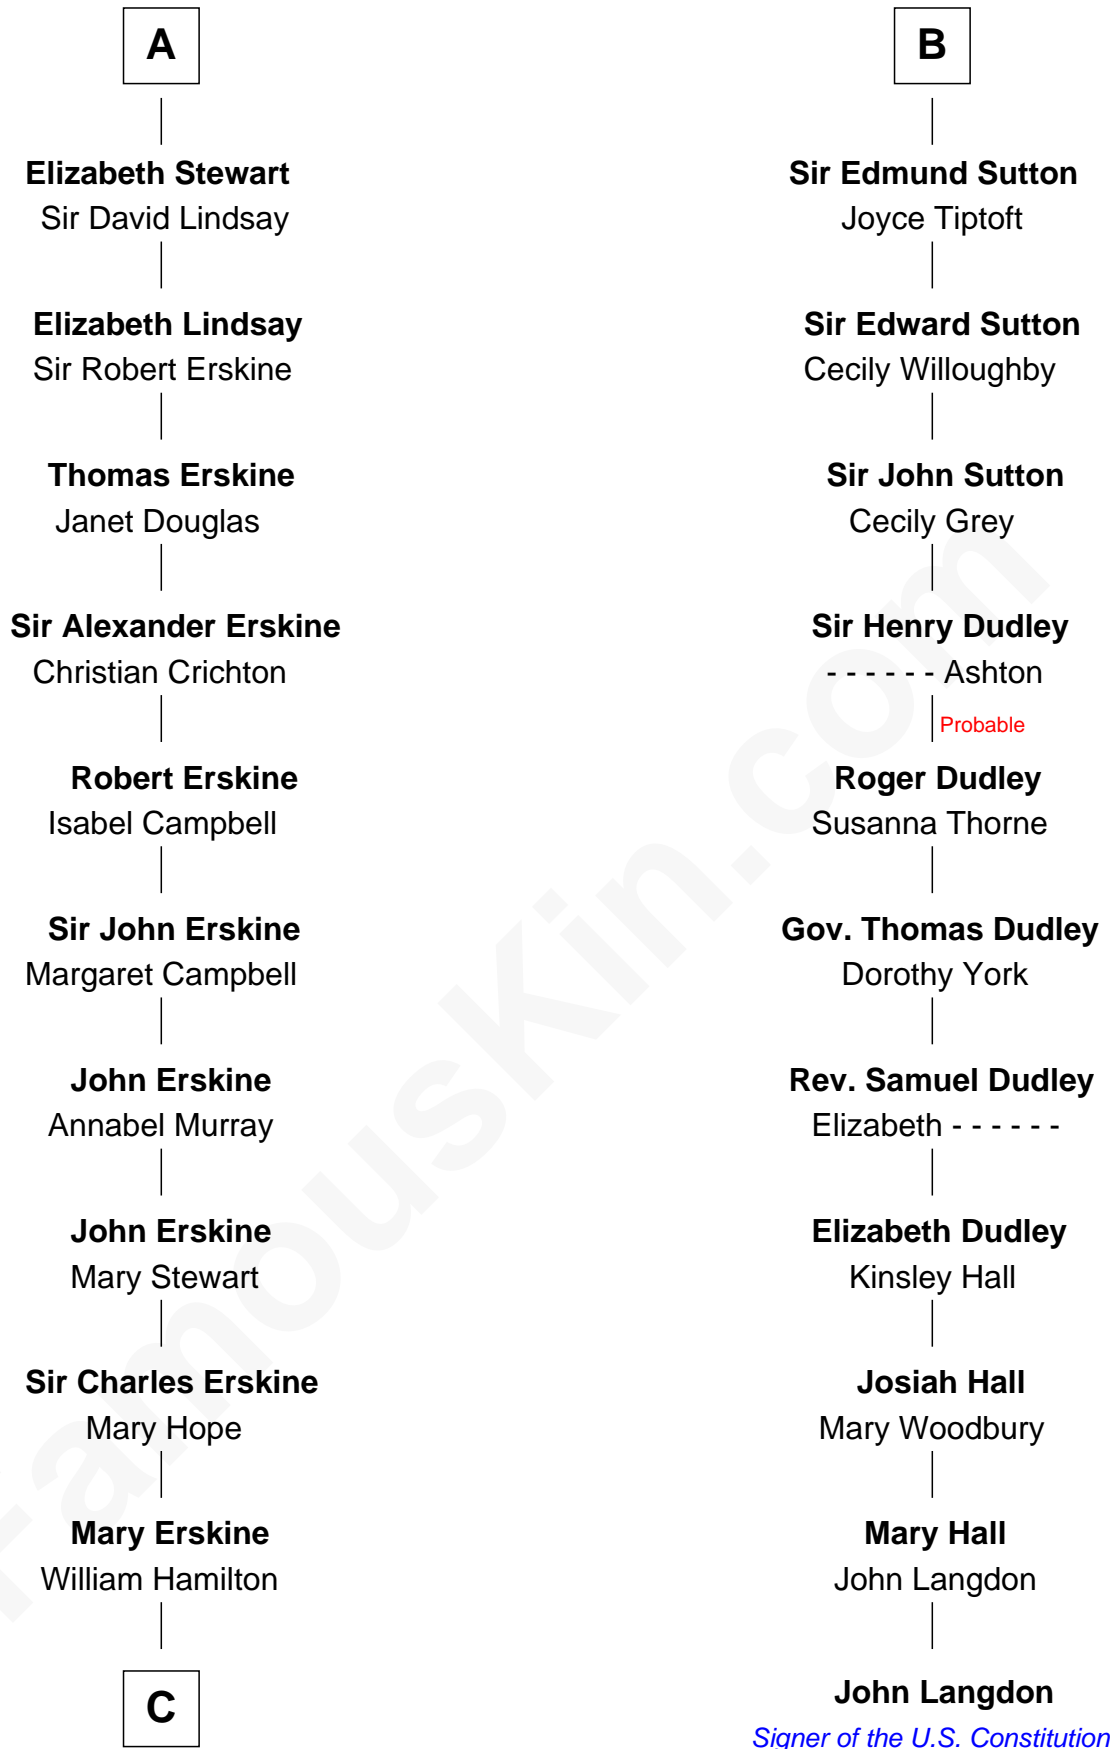 A
Elizabeth Stewart
Sir David Lindsay
Elizabeth Lindsay
Sir Robert Erskine
Thomas Erskine
Janet Douglas
Sir Alexander Erskine
Christian Crichton
Robert Erskine
Isabel Campbell
Sir John Erskine
Margaret Campbell
John Erskine
Annabel Murray
John Erskine
Mary Stewart
Sir Charles Erskine
Mary Hope
Mary Erskine
William Hamilton
C
B
Sir Edmund Sutton
Joyce Tiptoft
Sir Edward Sutton
Cecily Willoughby
Sir John Sutton
Cecily Grey
Sir Henry Dudley
- - - - - - Ashton
Probable
Roger Dudley
Susanna Thorne
Gov. Thomas Dudley
Dorothy York
Rev. Samuel Dudley
Elizabeth - - - - - -
Elizabeth Dudley
Kinsley Hall
Josiah Hall
Mary Woodbury
Mary Hall
John Langdon
John Langdon
Signer of the U.S. Constitution
FamousKin.com